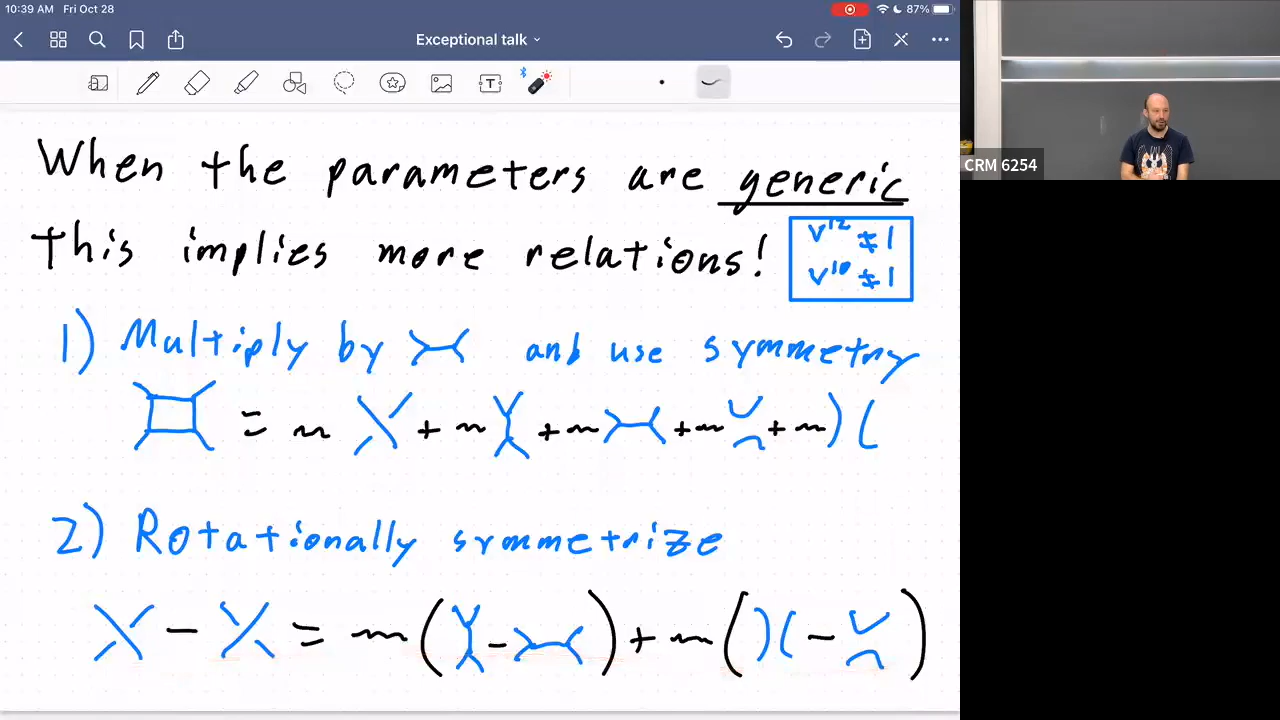 10:39 AM Fri Oct 28
87%
Exceptional talk
CRM 6254
When the parameters are generic
this implies more relations!
v¹² ≠ 1
v¹⁰ ≠ 1
1) Multiply by and use symmetry
= ~ + ~ + ~ + ~ + ~ ) (
2) Rotationally symmetrize
- = ~ ( - ) + ~ ( ) ( - )